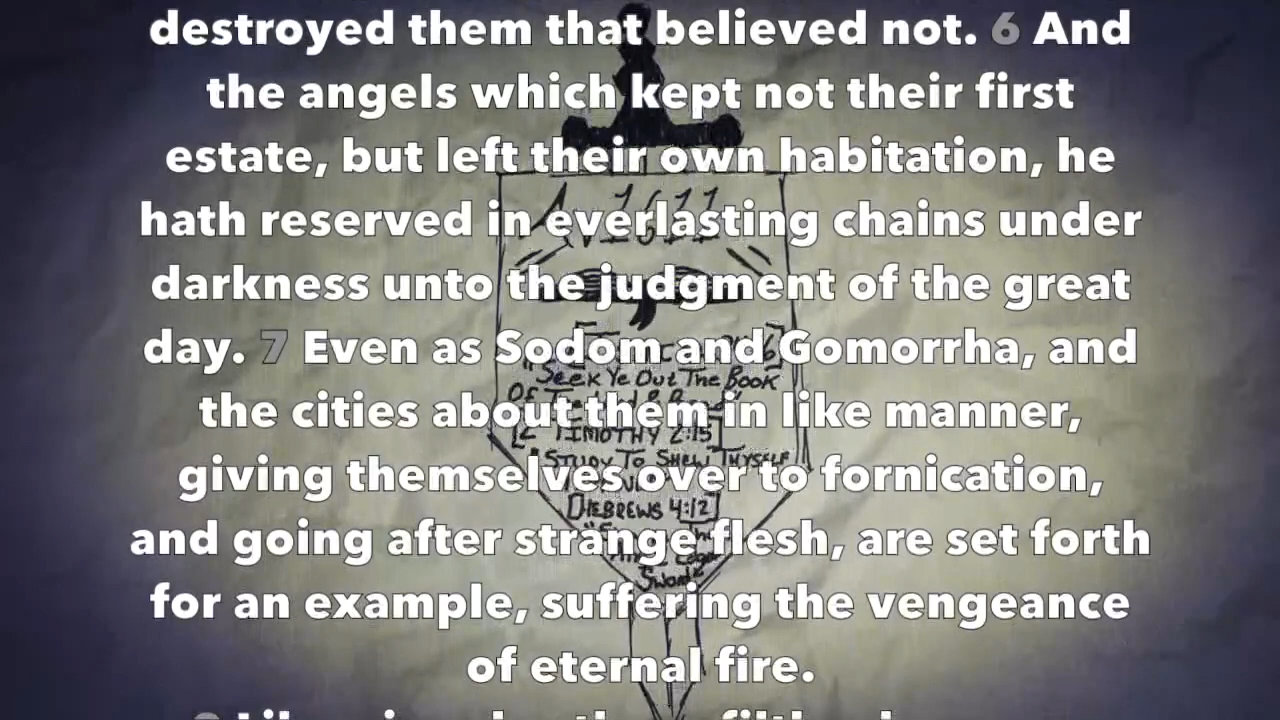 destroyed them that believed not. 6 And
the angels which kept not their first
estate, but left their own habitation, he
hath reserved in everlasting chains under
darkness unto the judgment of the great
day. 7 Even as Sodom and Gomorrha, and
the cities about them in like manner,
giving themselves over to fornication,
and going after strange flesh, are set forth
for an example, suffering the vengeance
of eternal fire.
1611
"Seek Ye Out The Book
[2 TIMOTHY 2:15]
"STUDY TO SHEW THYSELF
[HEBREWS 4:12]
Sword"